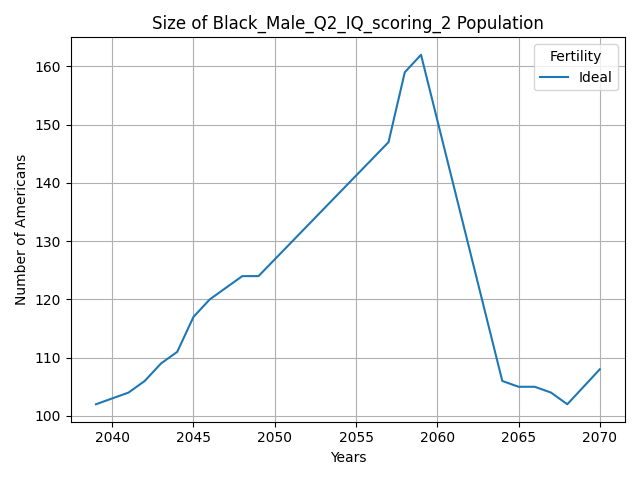 Size of Black_Male_Q2_IQ_scoring_2 Population
Fertility
Ideal
Number of Americans
160
150
140
130
120
110
100
2040 2045 2050 2055 2060 2065 2070
Years